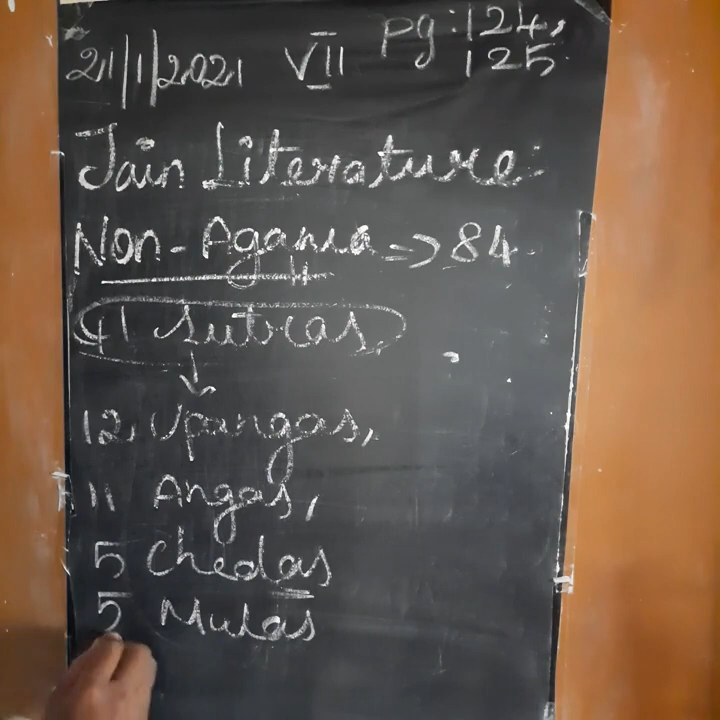 21/1/2021 VII pg: 124,
125
Jain Literature:
Non-Agama => 84
41 Sutras,
↓
12, Upangas,
11 Angas,
5 Chedas
5 Mulas